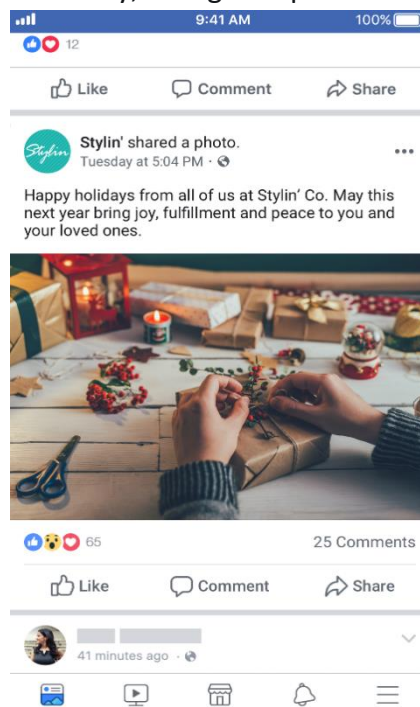 9:41 AM
100%
12
Like Comment Share
Stylin
Stylin' shared a photo.
Tuesday at 5:04 PM ·
Happy holidays from all of us at Stylin' Co. May this
next year bring joy, fulfillment and peace to you and
your loved ones.
65
25 Comments
Like Comment Share
41 minutes ago ·